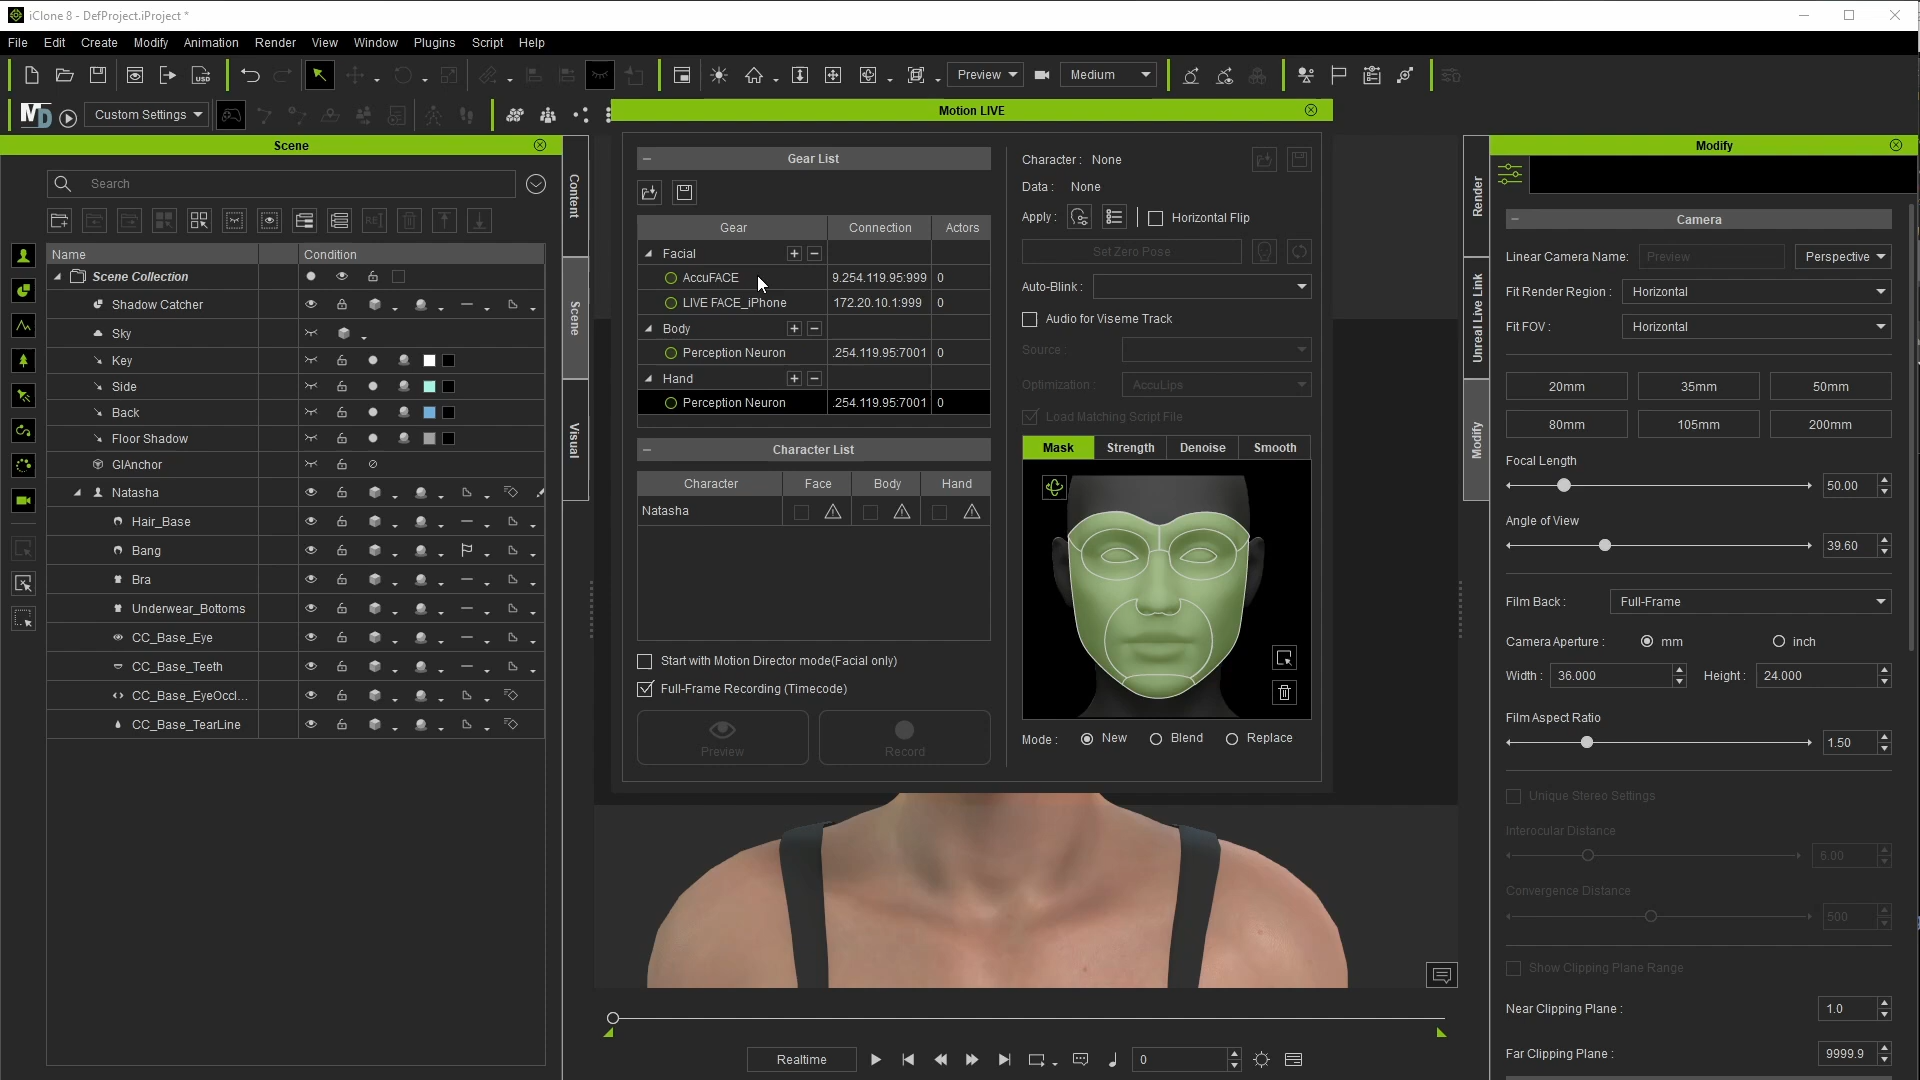 iClone 8 - DefProject.iProject *
File Edit Create Modify Animation Render View Window Plugins Script Help
USD Preview Medium
MD Custom Settings
Motion LIVE
Scene
Search
Name Condition
Scene Collection
Shadow Catcher
Sky
Key
Side
Back
Floor Shadow
GIAnchor
Natasha
Hair_Base
Bang
Bra
Underwear_Bottoms
CC_Base_Eye
CC_Base_Teeth
CC_Base_EyeOccl...
CC_Base_TearLine
Content
Scene
Visual
Gear List
Gear Connection Actors
Facial
AccuFACE 9.254.119.95:999 0
LIVE FACE_iPhone 172.20.10.1:999 0
Body
Perception Neuron .254.119.95:7001 0
Hand
Perception Neuron .254.119.95:7001 0
Character List
Character Face Body Hand
Natasha
Start with Motion Director mode(Facial only)
Full-Frame Recording (Timecode)
Preview Record
Character : None
Data : None
Apply : Horizontal Flip
Set Zero Pose
Auto-Blink :
Audio for Viseme Track
Source :
Optimization : AccuLips
Load Matching Script File
Mask Strength Denoise Smooth
Mode : New Blend Replace
Realtime 0
Render
Unreal Live Link
Modify
Modify
Camera
Linear Camera Name: Preview Perspective
Fit Render Region : Horizontal
Fit FOV : Horizontal
20mm 35mm 50mm
80mm 105mm 200mm
Focal Length
50.00
Angle of View
39.60
Film Back : Full-Frame
Camera Aperture : mm inch
Width : 36.000 Height : 24.000
Film Aspect Ratio
1.50
Unique Stereo Settings
Interocular Distance
6.00
Convergence Distance
500
Show Clipping Plane Range
Near Clipping Plane : 1.0
Far Clipping Plane : 9999.9